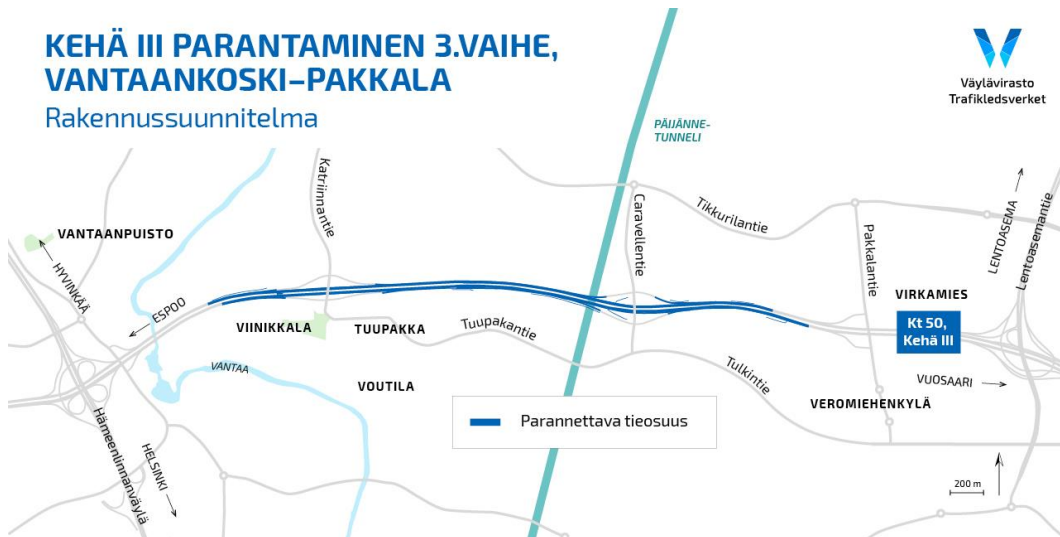 KEHÄ III PARANTAMINEN 3.VAIHE,
VANTAANKOSKI–PAKKALA
Rakennussuunnitelma
Väylävirasto
Trafikledsverket
PÄIJÄNNE-
TUNNELI
Katriinantie
Caravellentie
Tikkurilantie
Pakkalantie
LENTOASEMA
Lentoasemantie
VANTAANPUISTO
HYVINKÄÄ
ESPOO
VIINIKKALA
TUUPAKKA
Tuupakantie
VIRKAMIES
Kt 50,
Kehä III
VANTAA
VOUTILA
Tulkintie
VUOSAARI
VEROMIEHENKYLÄ
Hämeenlinnanväylä
HELSINKI
Parannettava tieosuus
200 m